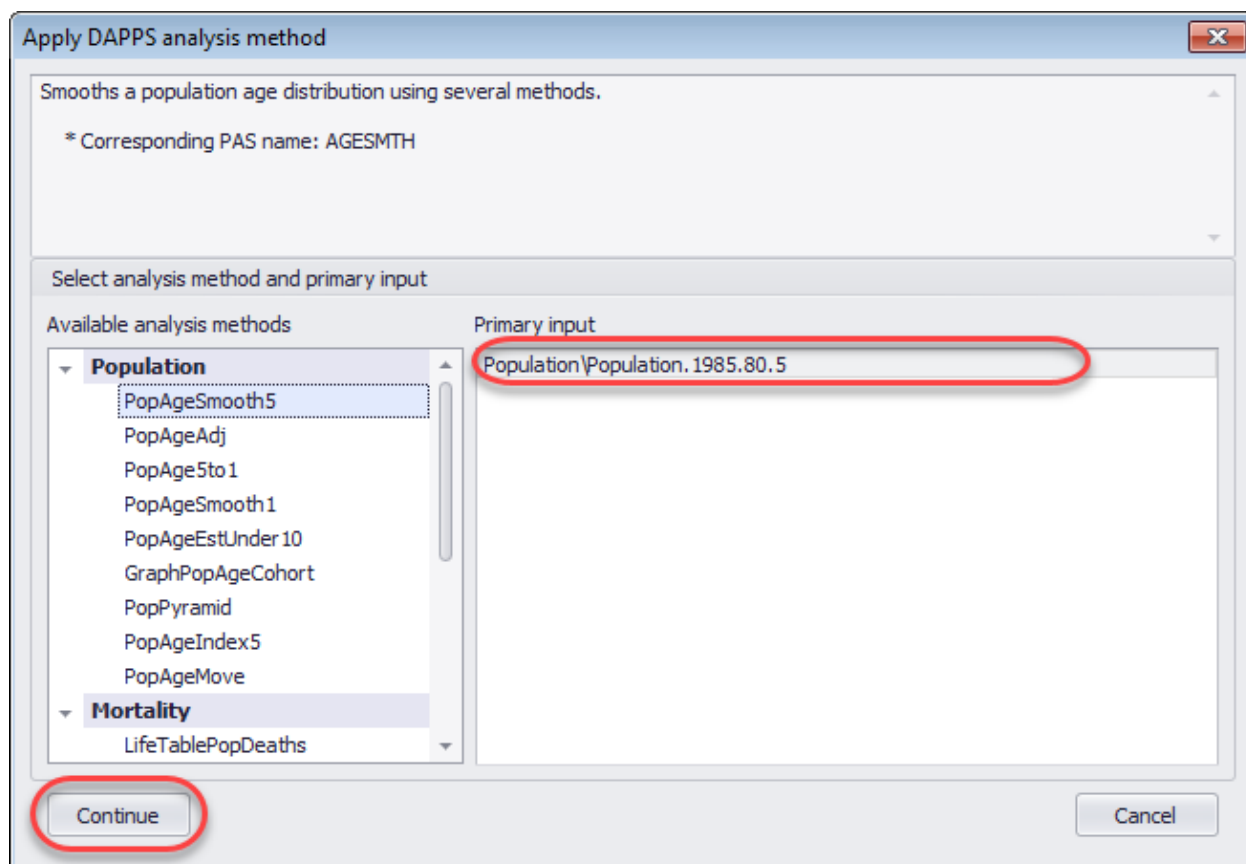 Apply DAPPS analysis method
Smooths a population age distribution using several methods.
* Corresponding PAS name: AGESMTH
Select analysis method and primary input
Available analysis methods
Primary input
Population
Population\Population.1985.80.5
PopAgeSmooth5
PopAgeAdj
PopAge5to1
PopAgeSmooth1
PopAgeEstUnder10
GraphPopAgeCohort
PopPyramid
PopAgeIndex5
PopAgeMove
Mortality
LifeTablePopDeaths
Continue
Cancel